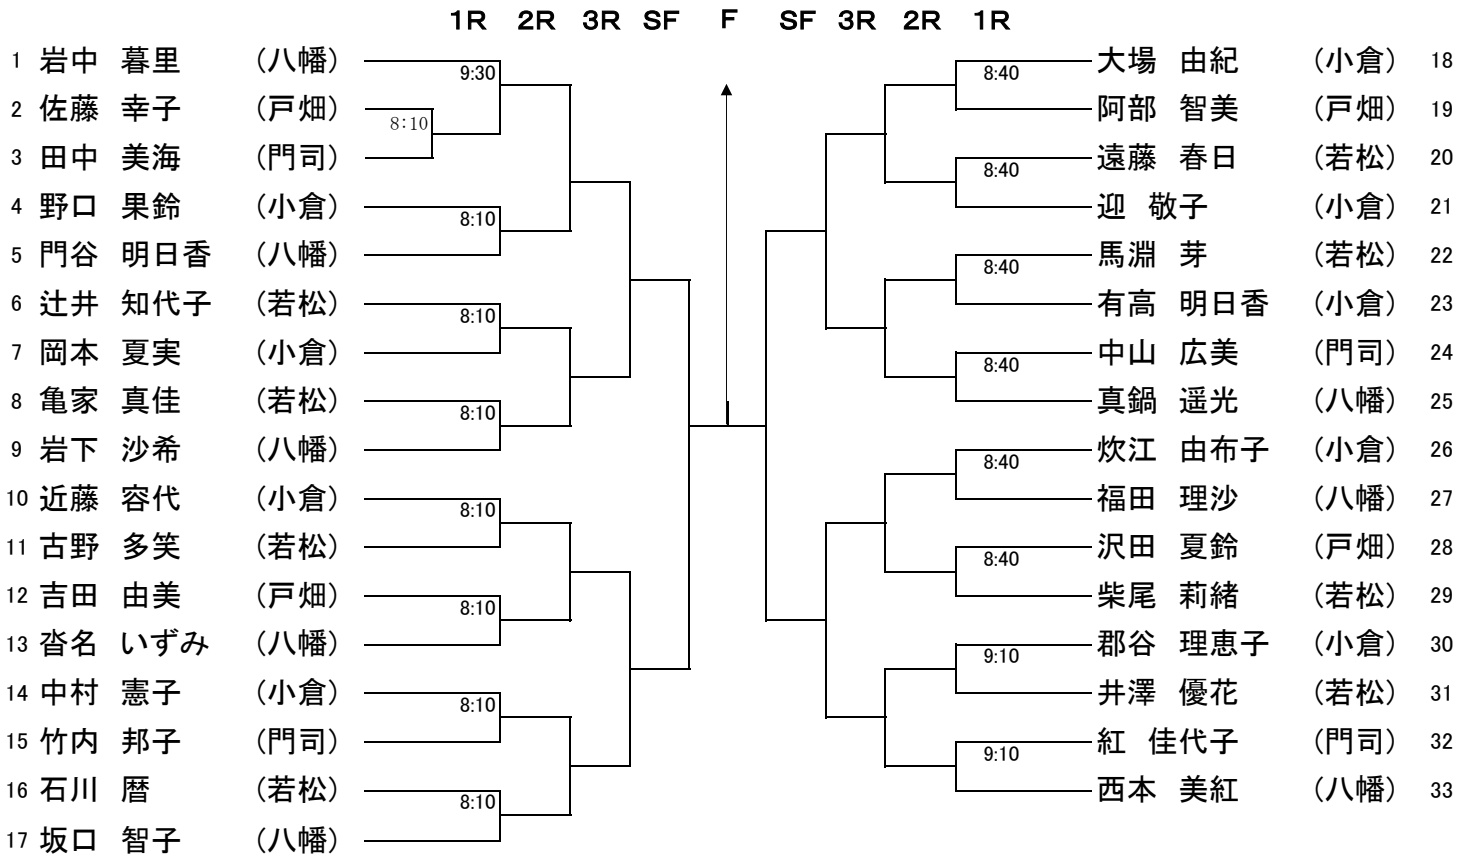 1R 2R 3R SF F SF 3R 2R 1R
1 岩中 暮里 （八幡） 9:30 8:40 大場 由紀 （小倉） 18
2 佐藤 幸子 （戸畑） 8:10 阿部 智美 （戸畑） 19
3 田中 美海 （門司） 8:40 遠藤 春日 （若松） 20
4 野口 果鈴 （小倉） 8:10 迎 敬子 （小倉） 21
5 門谷 明日香 （八幡） 8:40 馬淵 芽 （若松） 22
6 辻井 知代子 （若松） 8:10 有高 明日香 （小倉） 23
7 岡本 夏実 （小倉） 8:40 中山 広美 （門司） 24
8 亀家 真佳 （若松） 8:10 真鍋 遥光 （八幡） 25
9 岩下 沙希 （八幡） 8:40 炊江 由布子 （小倉） 26
10 近藤 容代 （小倉） 8:10 福田 理沙 （八幡） 27
11 古野 多笑 （若松） 8:40 沢田 夏鈴 （戸畑） 28
12 吉田 由美 （戸畑） 8:10 柴尾 莉緒 （若松） 29
13 沓名 いずみ （八幡） 9:10 郡谷 理恵子 （小倉） 30
14 中村 憲子 （小倉） 8:10 井澤 優花 （若松） 31
15 竹内 邦子 （門司） 9:10 紅 佳代子 （門司） 32
16 石川 暦 （若松） 8:10 西本 美紅 （八幡） 33
17 坂口 智子 （八幡）